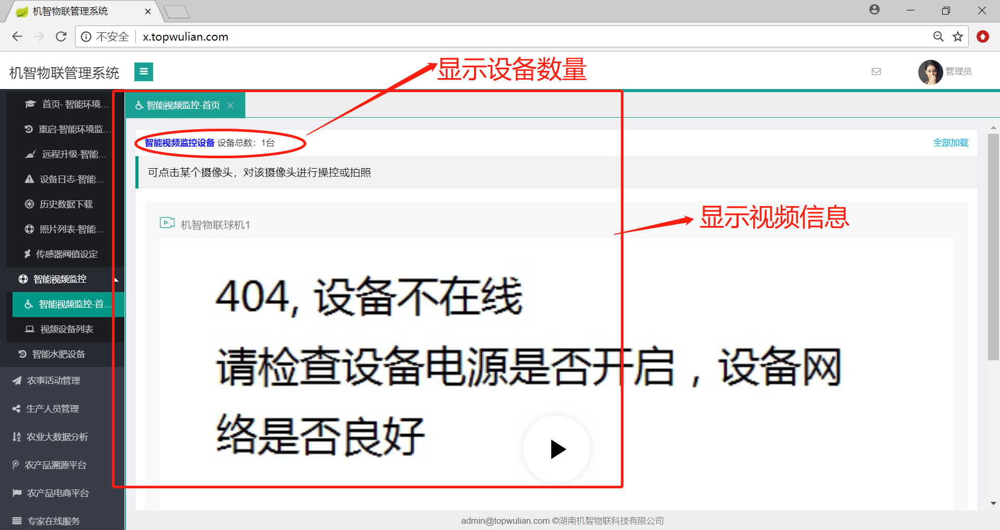 机智物联管理系统
不安全
x.topwulian.com
机智物联管理系统
显示设备数量
管理员
首页- 智能环境...
智能视频监控-首页
重启-智能环境监...
智能视频监控设备 设备总数：1台
全部加载
远程升级-智能...
可点击某个摄像头，对该摄像头进行操控或拍照
设备日志-智能...
历史数据下载
显示视频信息
照片列表-智能...
机智物联球机1
传感器阀值设定
智能视频监控
404, 设备不在线
智能视频监控-首...
视频设备列表
智能水肥设备
请检查设备电源是否开启，设备网
农事活动管理
生产人员管理
农业大数据分析
络是否良好
农产品溯源平台
农产品电商平台
专家在线服务
admin@topwulian.com ©湖南机智物联科技有限公司